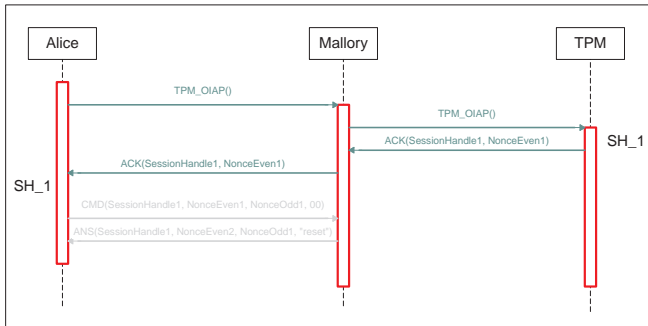 Alice
Mallory
TPM
TPM_OIAP()
TPM_OIAP()
ACK(SessionHandle1, NonceEven1)
SH_1
ACK(SessionHandle1, NonceEven1)
SH_1
CMD(SessionHandle1, NonceEven1, NonceOdd1, 00)
ANS(SessionHandle1, NonceEven2, NonceOdd1, "reset")